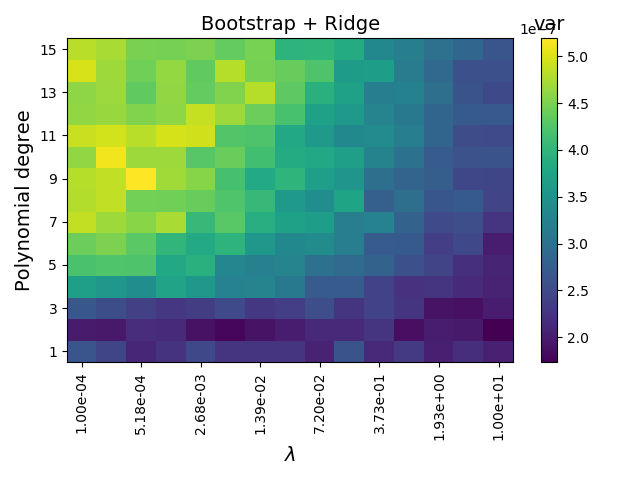 Bootstrap + Ridge
var
1e−7
Polynomial degree
15
13
11
9
7
5
3
1
1.00e-04
5.18e-04
2.68e-03
1.39e-02
7.20e-02
3.73e-01
1.93e+00
1.00e+01
λ
5.0
4.5
4.0
3.5
3.0
2.5
2.0